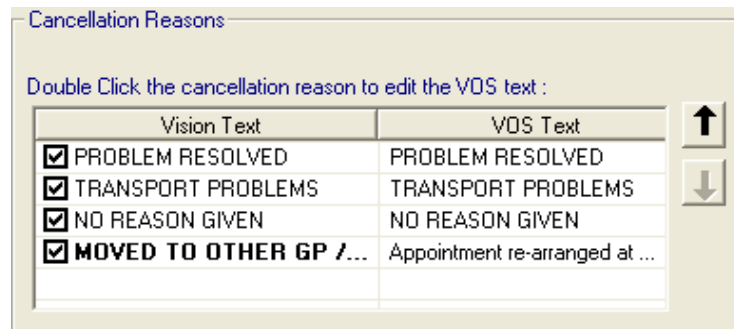 Cancellation Reasons
Double Click the cancellation reason to edit the VOS text :
Vision Text VOS Text
PROBLEM RESOLVED PROBLEM RESOLVED
TRANSPORT PROBLEMS TRANSPORT PROBLEMS
NO REASON GIVEN NO REASON GIVEN
MOVED TO OTHER GP /... Appointment re-arranged at ...